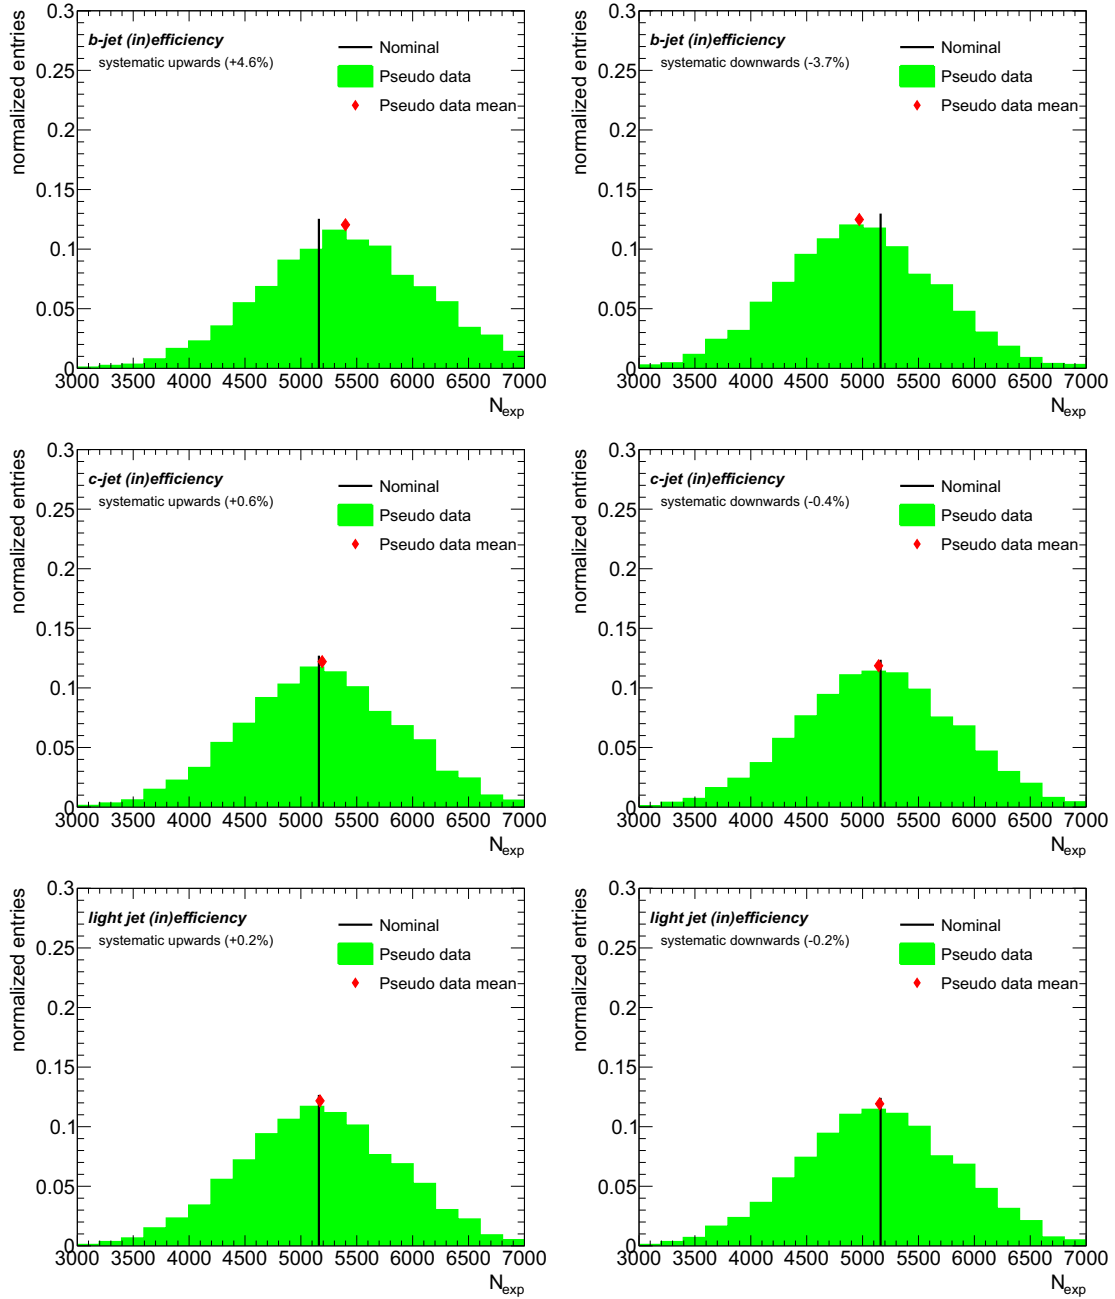 normalized entries
0.3
0.25
0.2
0.15
0.1
0.05
0
b-jet (in)efficiency
systematic upwards (+4.6%)
Nominal
Pseudo data
Pseudo data mean
3000 3500 4000 4500 5000 5500 6000 6500 7000
N_exp
normalized entries
0.3
0.25
0.2
0.15
0.1
0.05
0
b-jet (in)efficiency
systematic downwards (-3.7%)
Nominal
Pseudo data
Pseudo data mean
3000 3500 4000 4500 5000 5500 6000 6500 7000
N_exp
normalized entries
0.3
0.25
0.2
0.15
0.1
0.05
0
c-jet (in)efficiency
systematic upwards (+0.6%)
Nominal
Pseudo data
Pseudo data mean
3000 3500 4000 4500 5000 5500 6000 6500 7000
N_exp
normalized entries
0.3
0.25
0.2
0.15
0.1
0.05
0
c-jet (in)efficiency
systematic downwards (-0.4%)
Nominal
Pseudo data
Pseudo data mean
3000 3500 4000 4500 5000 5500 6000 6500 7000
N_exp
normalized entries
0.3
0.25
0.2
0.15
0.1
0.05
0
light jet (in)efficiency
systematic upwards (+0.2%)
Nominal
Pseudo data
Pseudo data mean
3000 3500 4000 4500 5000 5500 6000 6500 7000
N_exp
normalized entries
0.3
0.25
0.2
0.15
0.1
0.05
0
light jet (in)efficiency
systematic downwards (-0.2%)
Nominal
Pseudo data
Pseudo data mean
3000 3500 4000 4500 5000 5500 6000 6500 7000
N_exp